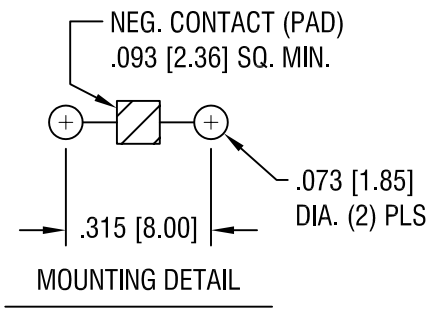 NEG. CONTACT (PAD)
.093 [2.36] SQ. MIN.
.073 [1.85]
DIA. (2) PLS
.315 [8.00]
MOUNTING DETAIL